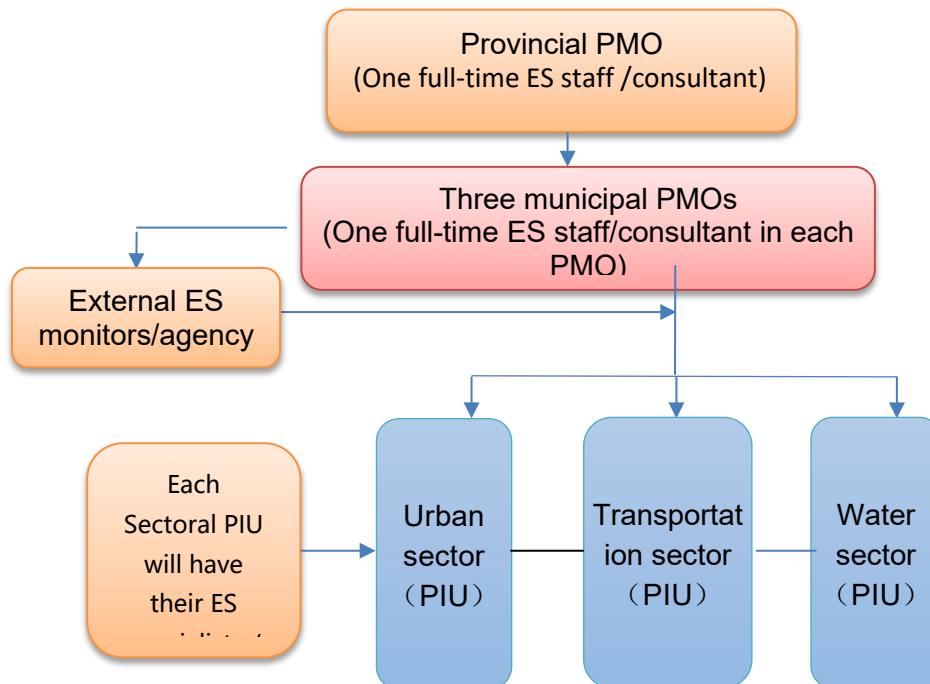 Provincial PMO
(One full-time ES staff /consultant)
Three municipal PMOs
(One full-time ES staff/consultant in each
PMO)
External ES
monitors/agency
Each
Sectoral PIU
will have
their ES
Urban
sector
（PIU）
Transportat
ion sector
（PIU）
Water
sector
（PIU）